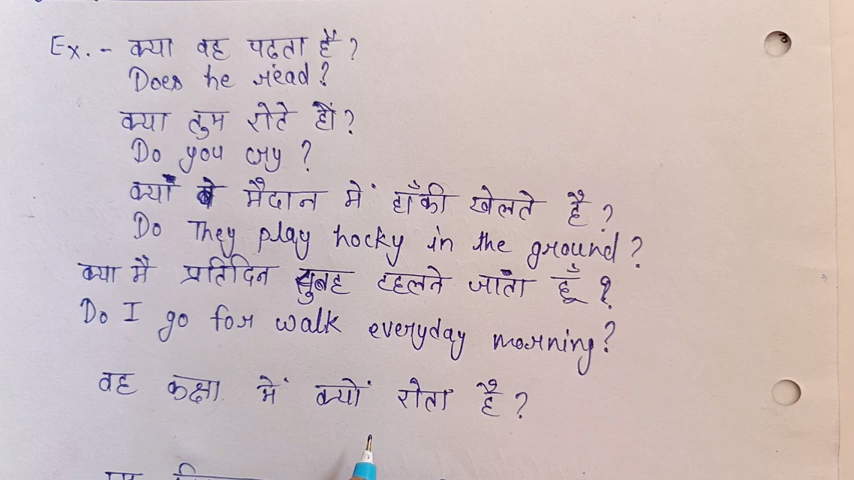 Ex. - क्या वह पढ़ता है?
Does he read?
क्या तुम रोते हो?
Do you cry?
क्या वे मैदान में हॉकी खेलते है?
Do They play hocky in the ground?
क्या मै प्रतिदिन सुबह टहलने जाता हूँ?
Do I go for walk everyday morning?
वह कक्षा में क्यों रोता है?